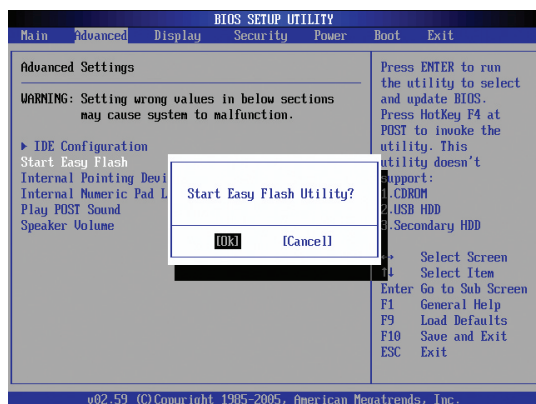 BIOS SETUP UTILITY
Main Advanced Display Security Power Boot Exit
Advanced Settings
WARNING: Setting wrong values in below sections
may cause system to malfunction.
▶ IDE Configuration
Start Easy Flash
Internal Pointing Devi
Internal Numeric Pad L
Play POST Sound
Speaker Volume
Start Easy Flash Utility?
[Ok] [Cancel]
Press ENTER to run
the utility to select
and update BIOS.
Press HotKey F4 at
POST to invoke the
utility. This
utility doesn't
support:
1.CDROM
2.USB HDD
3.Secondary HDD
↔ Select Screen
↑↓ Select Item
Enter Go to Sub Screen
F1 General Help
F9 Load Defaults
F10 Save and Exit
ESC Exit
v02.59 (C)Copyright 1985-2005, American Megatrends, Inc.